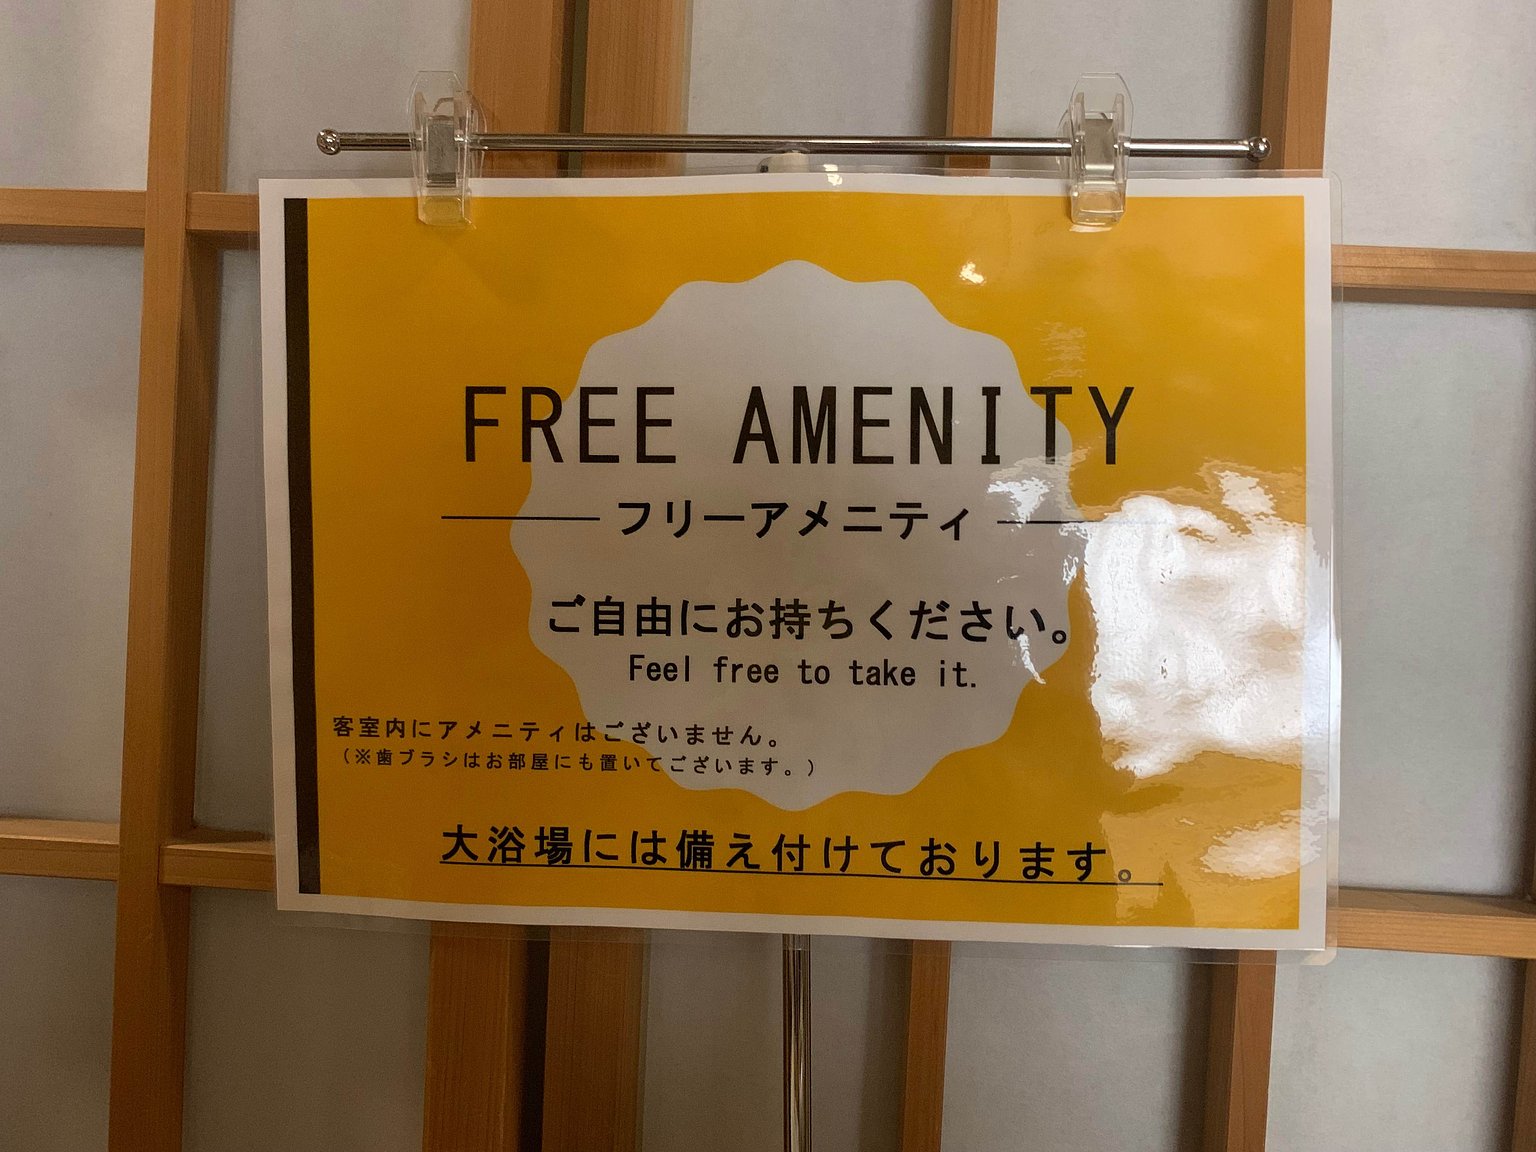 FREE AMENITY
フリーアメニティ
ご自由にお持ちください。
Feel free to take it.
客室内にアメニティはございません。
（※歯ブラシはお部屋にも置いてございます。）
大浴場には備え付けております。